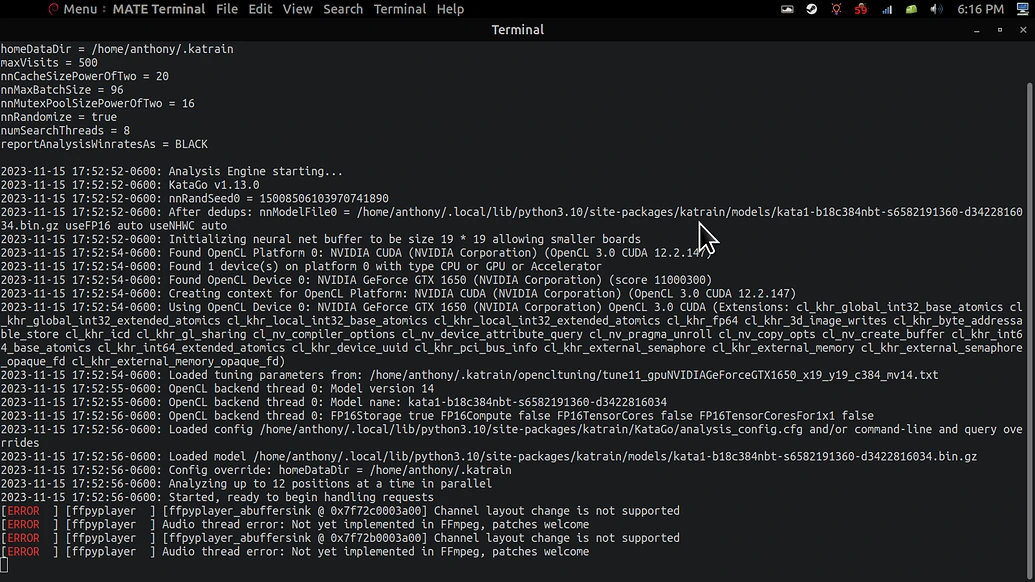 Menu : MATE Terminal File Edit View Search Terminal Help 59 6:16 PM
Terminal
homeDataDir = /home/anthony/.katrain
maxVisits = 500
nnCacheSizePowerOfTwo = 20
nnMaxBatchSize = 96
nnMutexPoolSizePowerOfTwo = 16
nnRandomize = true
numSearchThreads = 8
reportAnalysisWinratesAs = BLACK
2023-11-15 17:52:52-0600: Analysis Engine starting...
2023-11-15 17:52:52-0600: KataGo v1.13.0
2023-11-15 17:52:52-0600: nnRandSeed0 = 15008506103970741890
2023-11-15 17:52:52-0600: After dedups: nnModelFile0 = /home/anthony/.local/lib/python3.10/site-packages/katrain/models/kata1-b18c384nbt-s6582191360-d34228160
34.bin.gz useFP16 auto useNHWC auto
2023-11-15 17:52:52-0600: Initializing neural net buffer to be size 19 * 19 allowing smaller boards
2023-11-15 17:52:52-0600: Found OpenCL Platform 0: NVIDIA CUDA (NVIDIA Corporation) (OpenCL 3.0 CUDA 12.2.147)
2023-11-15 17:52:52-0600: Found 1 device(s) on platform 0 with type CPU or GPU or Accelerator
2023-11-15 17:52:52-0600: Found OpenCL Device 0: NVIDIA GeForce GTX 1650 (NVIDIA Corporation) (score 11000300)
2023-11-15 17:52:52-0600: Creating context for OpenCL Platform: NVIDIA CUDA (NVIDIA Corporation) (OpenCL 3.0 CUDA 12.2.147)
2023-11-15 17:52:54-0600: Using OpenCL Device 0: NVIDIA GeForce GTX 1650 (NVIDIA Corporation) OpenCL 3.0 CUDA (Extensions: cl_khr_global_int32_base_atomics cl
_khr_global_int32_extended_atomics cl_khr_local_int32_base_atomics cl_khr_local_int32_extended_atomics cl_khr_fp64 cl_khr_3d_image_writes cl_khr_byte_addressa
ble_store cl_khr_icd cl_khr_gl_sharing cl_nv_compiler_options cl_nv_device_attribute_query cl_nv_pragma_unroll cl_nv_copy_opts cl_nv_create_buffer cl_khr_int6
4_base_atomics cl_khr_int64_extended_atomics cl_khr_device_uuid cl_khr_pci_bus_info cl_khr_external_semaphore cl_khr_external_memory cl_khr_external_semaphore
_opaque_fd cl_khr_external_memory_opaque_fd)
2023-11-15 17:52:54-0600: Loaded tuning parameters from: /home/anthony/.katrain/opencltuning/tune11_gpuNVIDIAGeForceGTX1650_x19_y19_c384_mv14.txt
2023-11-15 17:52:55-0600: OpenCL backend thread 0: Model version 14
2023-11-15 17:52:55-0600: OpenCL backend thread 0: Model name: kata1-b18c384nbt-s6582191360-d3422816034
2023-11-15 17:52:56-0600: OpenCL backend thread 0: FP16Storage true FP16Compute false FP16TensorCores false FP16TensorCoresFor1x1 false
2023-11-15 17:52:56-0600: Loaded config /home/anthony/.local/lib/python3.10/site-packages/katrain/KataGo/analysis_config.cfg and/or command-line and query ove
rrides
2023-11-15 17:52:56-0600: Loaded model /home/anthony/.local/lib/python3.10/site-packages/katrain/models/kata1-b18c384nbt-s6582191360-d3422816034.bin.gz
2023-11-15 17:52:56-0600: Config override: homeDataDir = /home/anthony/.katrain
2023-11-15 17:52:56-0600: Analyzing up to 12 positions at a time in parallel
2023-11-15 17:52:56-0600: Started, ready to begin handling requests
[ERROR  ] [ffpyplayer  ] [ffpyplayer_abuffersink @ 0x7f72c0003a00] Channel layout change is not supported
[ERROR  ] [ffpyplayer  ] Audio thread error: Not yet implemented in FFmpeg, patches welcome
[ERROR  ] [ffpyplayer  ] [ffpyplayer_abuffersink @ 0x7f72b0003a00] Channel layout change is not supported
[ERROR  ] [ffpyplayer  ] Audio thread error: Not yet implemented in FFmpeg, patches welcome